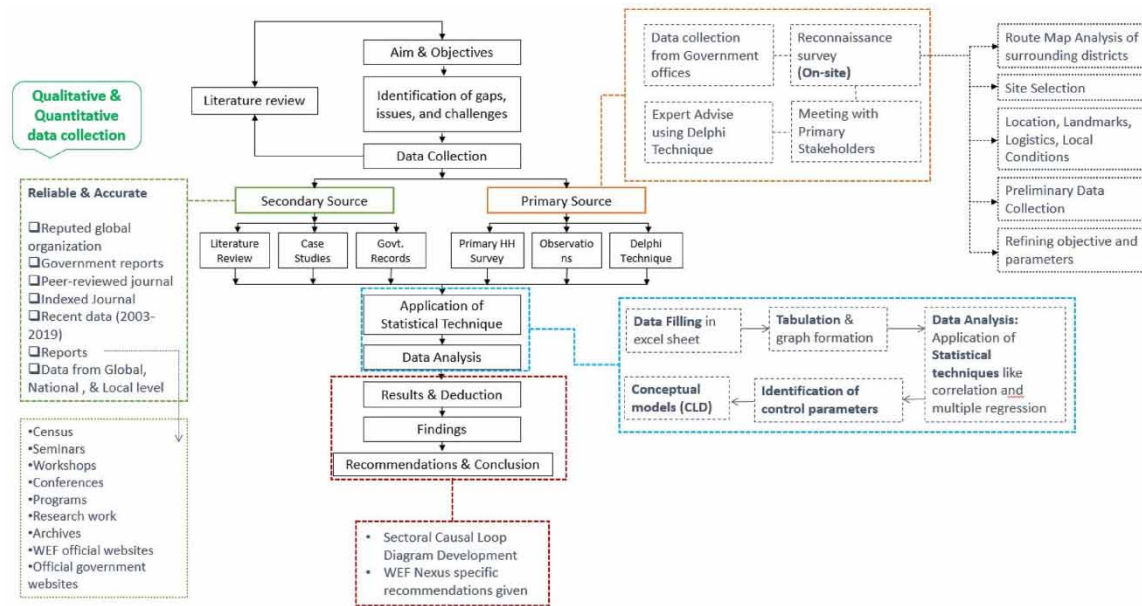 Aim & Objectives
Literature review
Identification of gaps,
issues, and challenges
Data Collection
Qualitative &
Quantitative
data collection
Secondary Source
Primary Source
Literature
Review
Case
Studies
Govt.
Records
Primary HH
Survey
Observatio
ns
Delphi
Technique
Application of
Statistical Technique
Data Analysis
Results & Deduction
Findings
Recommendations & Conclusion
• Sectoral Causal Loop
Diagram Development
• WEF Nexus specific
recommendations given
Reliable & Accurate
❑Reputed global
organization
❑Government reports
❑Peer-reviewed journal
❑Indexed Journal
❑Recent data (2003-
2019)
❑Reports
❑Data from Global,
National , & Local level
•Census
•Seminars
•Workshops
•Conferences
•Programs
•Research work
•Archives
•WEF official websites
•Official government
websites
Data collection
from Government
offices
Reconnaissance
survey
(On-site)
Expert Advise
using Delphi
Technique
Meeting with
Primary
Stakeholders
Route Map Analysis of
surrounding districts
Site Selection
Location, Landmarks,
Logistics, Local
Conditions
Preliminary Data
Collection
Refining objective and
parameters
Data Filling in
excel sheet
Tabulation &
graph formation
Data Analysis:
Application of
Statistical
techniques like
correlation and
multiple regression
Identification of
control parameters
Conceptual
models (CLD)